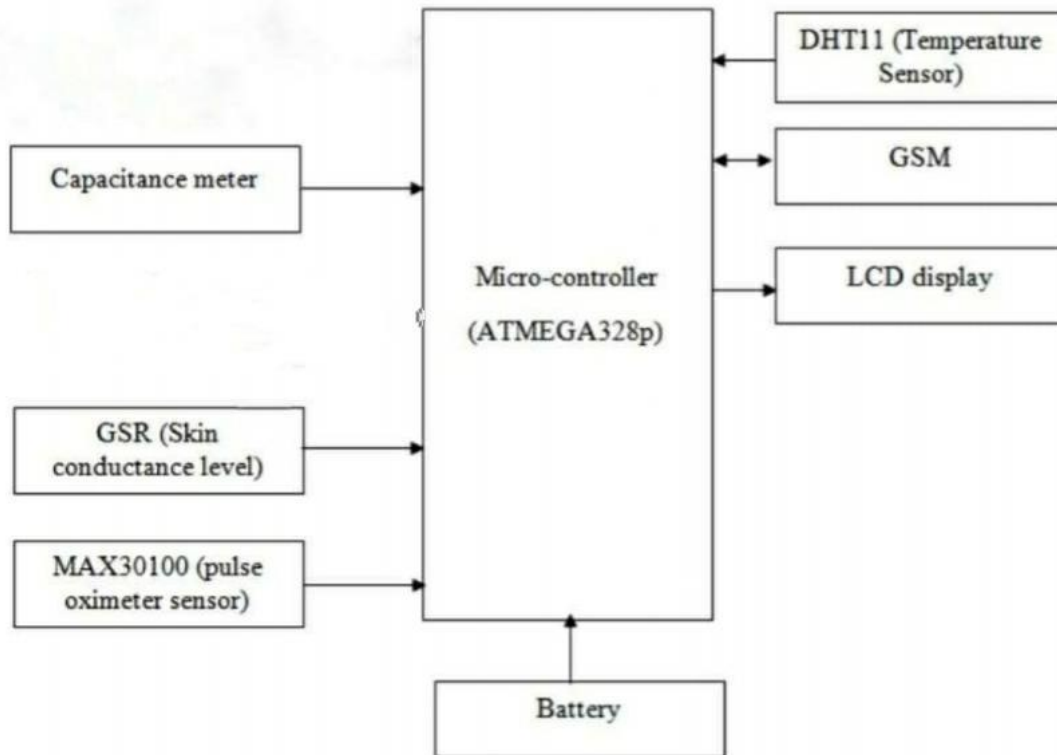 DHT11 (Temperature
Sensor)
GSM
Capacitance meter
LCD display
Micro-controller
(ATMEGA328p)
GSR (Skin
conductance level)
MAX30100 (pulse
oximeter sensor)
Battery